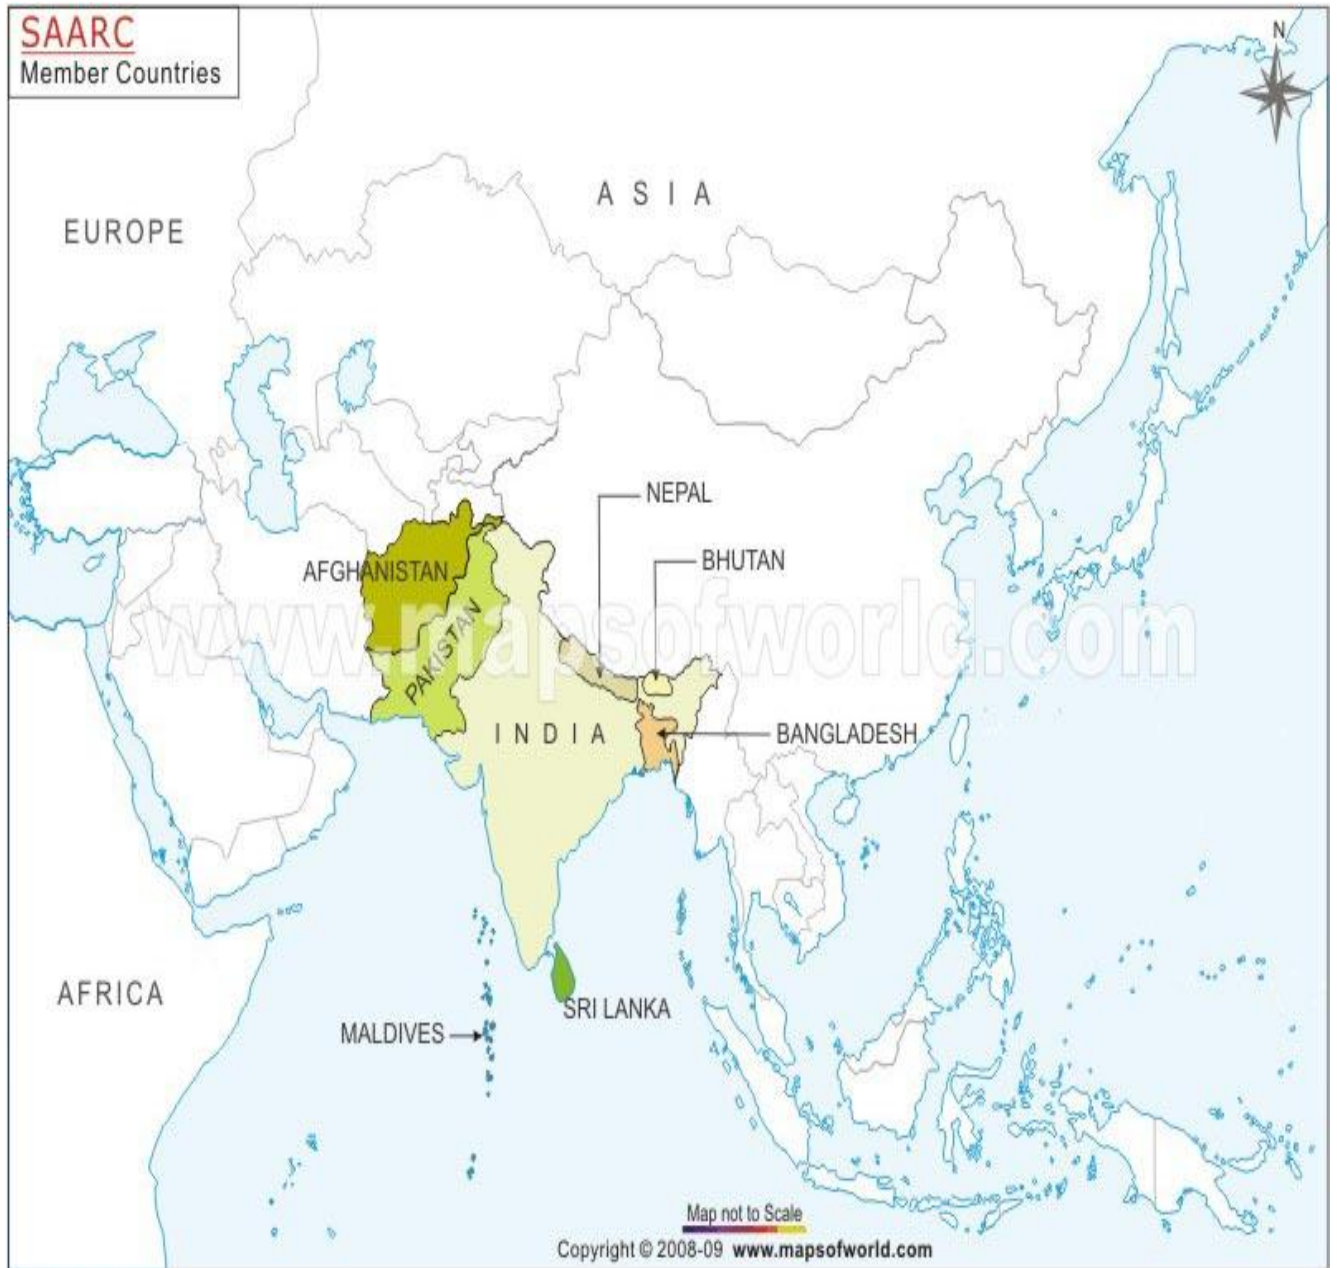 SAARC
Member Countries
N
ASIA
EUROPE
NEPAL
BHUTAN
AFGHANISTAN
www.mapsofworld.com
PAKISTAN
INDIA
BANGLADESH
AFRICA
SRI LANKA
MALDIVES
Map not to Scale
Copyright © 2008-09 www.mapsofworld.com